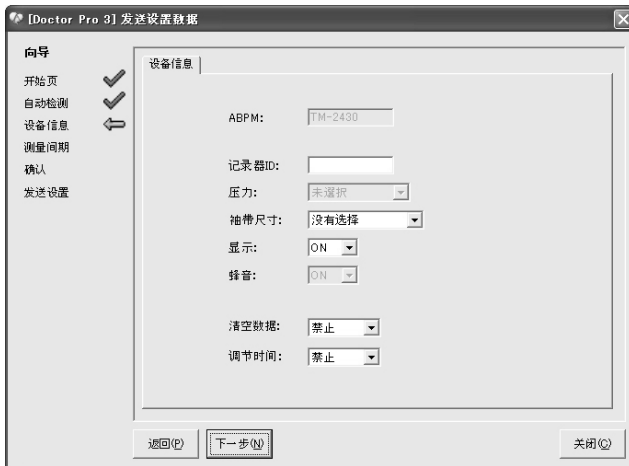 [Doctor Pro 3] 发送设置数据
向导
开始页
自动检测
设备信息
测量间期
确认
发送设置
设备信息
ABPM: TM-2430
记录器ID:
压力: 未選択
袖带尺寸: 没有选择
显示: ON
蜂音: ON
清空数据: 禁止
调节时间: 禁止
返回(P) 下一步(N) 关闭(C)